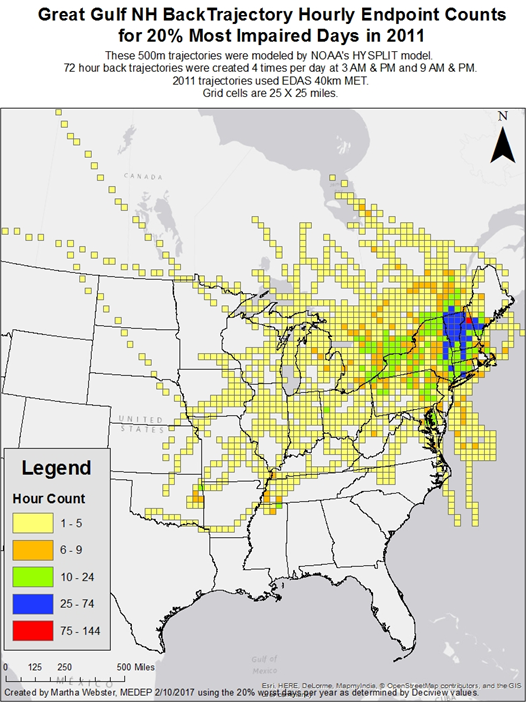 Great Gulf NH BackTrajectory Hourly Endpoint Counts
for 20% Most Impaired Days in 2011
These 500m trajectories were modeled by NOAA's HYSPLIT model.
72 hour back trajectories were created 4 times per day at 3 AM & PM and 9 AM & PM.
2011 trajectories used EDAS 40km MET.
Grid cells are 25 X 25 miles.
N
CANADA
UNITED
STATES
Legend
Hour Count
1 - 5
6 - 9
10 - 24
25 - 74
75 - 144
0 125 250 500 Miles
Gulf of
Mexico
MEXICO
CUBA
Esri, HERE, DeLorme, MapmyIndia, © OpenStreetMap contributors, and the GIS
Created by Martha Webster, MEDEP 2/10/2017 using the 20% worst days per year as determined by Deciview values.